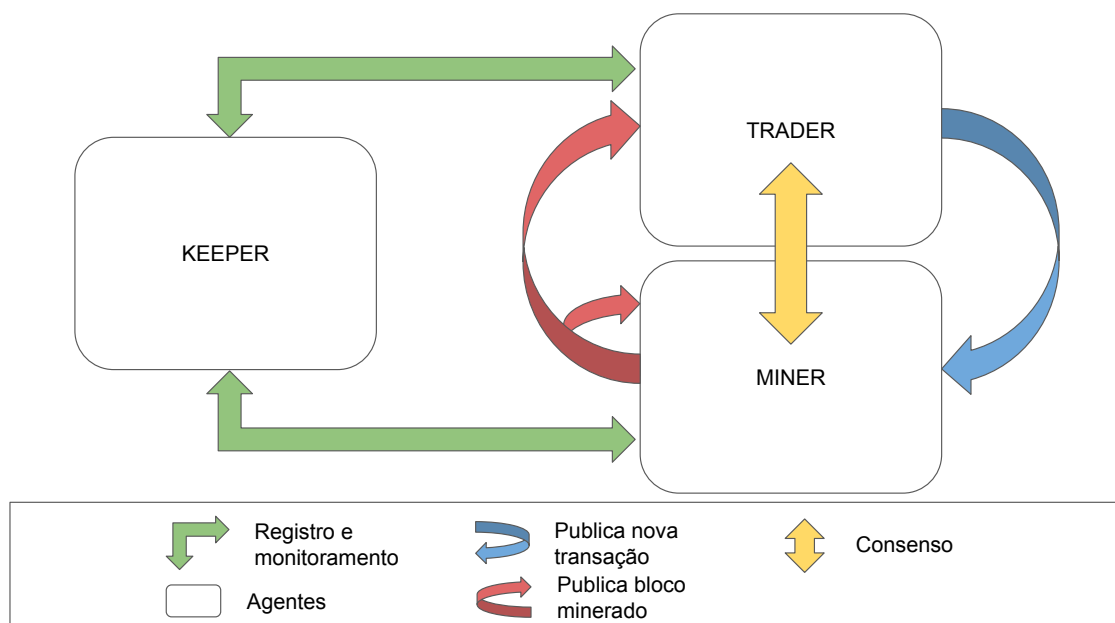 TRADER
KEEPER
MINER
Registro e
monitoramento
Publica nova
transação
Consenso
Agentes
Publica bloco
minerado